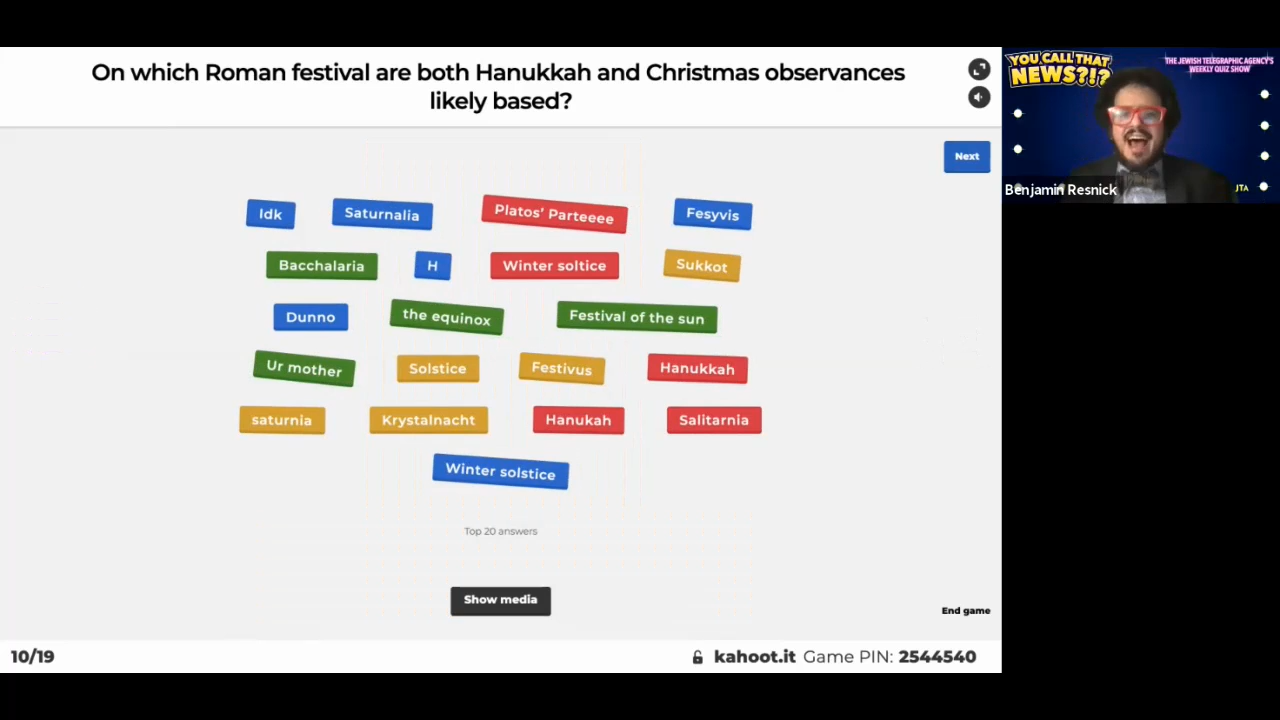 On which Roman festival are both Hanukkah and Christmas observances
likely based?
Next
Idk
Saturnalia
Platos' Parteeee
Fesyvis
Bacchalaria
H
Winter soltice
Sukkot
Dunno
the equinox
Festival of the sun
Ur mother
Solstice
Festivus
Hanukkah
saturnia
Krystalnacht
Hanukah
Salitarnia
Winter solstice
Top 20 answers
Show media
End game
10/19
kahoot.it Game PIN: 2544540
YOU CALL THAT
NEWS?!?
THE JEWISH TELEGRAPHIC AGENCY'S
WEEKLY QUIZ SHOW
Benjamin Resnick
JTA